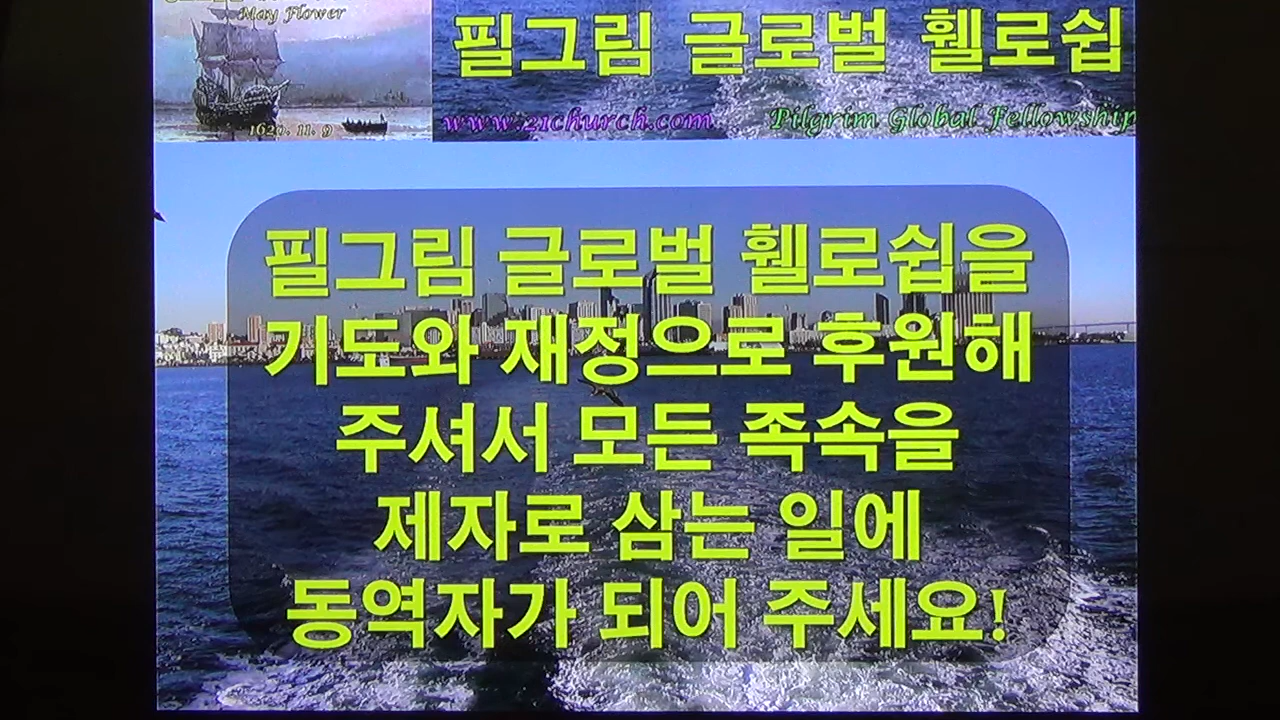 May Flower
1620. 11. 9
필그림 글로벌 휄로쉽
www.21church.com
Pilgrim Global Fellowship
필그림 글로벌 휄로쉽을
기도와 재정으로 후원해
주셔서 모든 족속을
제자로 삼는 일에
동역자가 되어 주세요!